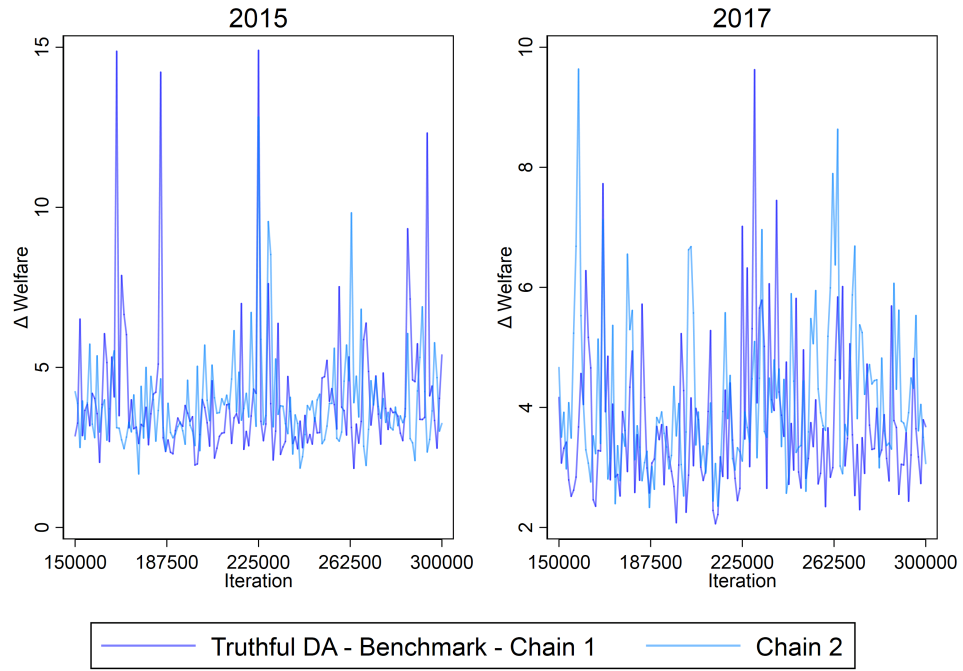 2015
15
10
5
0
Δ Welfare
150000 187500 225000 262500 300000
Iteration
2017
10
8
6
4
2
Δ Welfare
150000 187500 225000 262500 300000
Iteration
Truthful DA - Benchmark - Chain 1 Chain 2